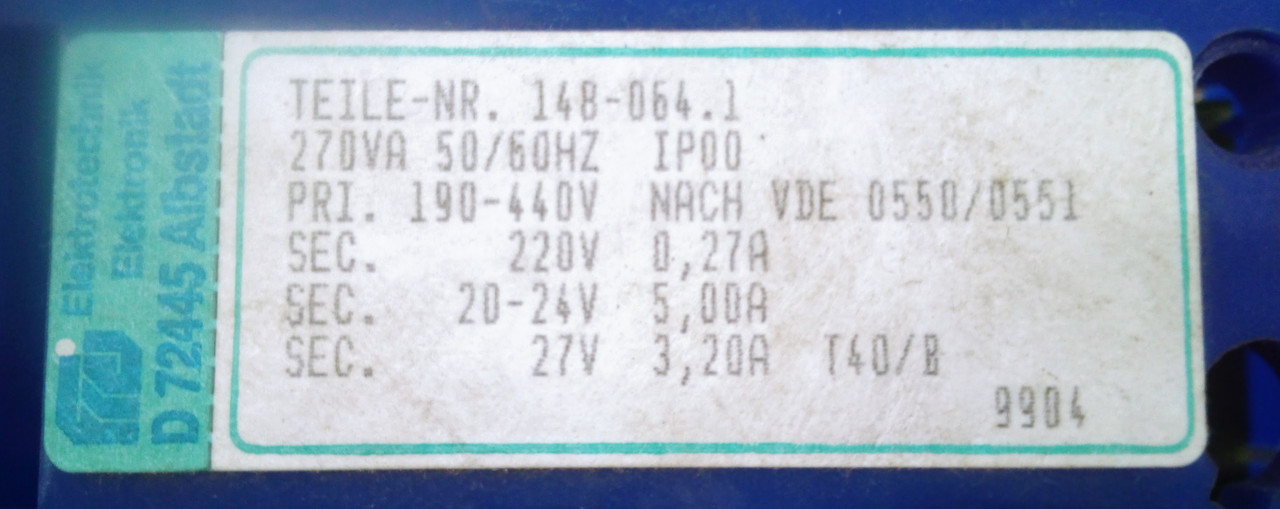 Elektrotechnik
Elektronik
D 72445 Albstadt
TEILE-NR. 148-064.1
270VA 50/60HZ IP00
PRI. 190-440V NACH VDE 0550/0551
SEC. 220V 0,27A
SEC. 20-24V 5,00A
SEC. 27V 3,20A T40/B
9904